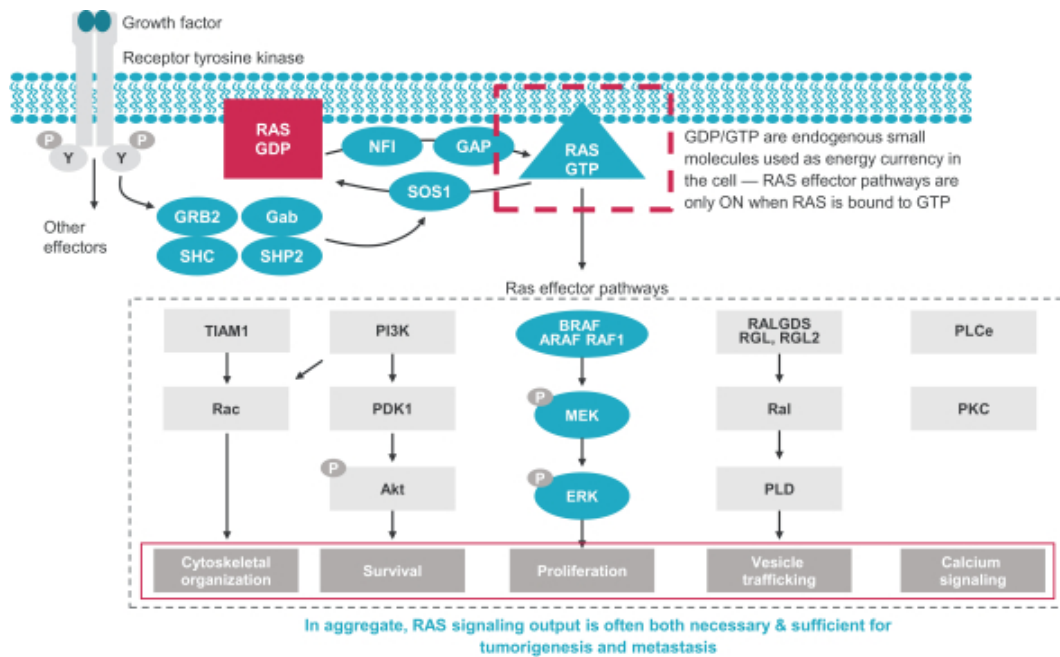 Growth factor
Receptor tyrosine kinase
P
P
Y
Y
RAS
GDP
NFI
GAP
RAS
GTP
SOS1
GDP/GTP are endogenous small
molecules used as energy currency in
the cell — RAS effector pathways are
only ON when RAS is bound to GTP
GRB2
Gab
SHC
SHP2
Other
effectors
Ras effector pathways
TIAM1
PI3K
BRAF
ARAF RAF1
RALGDS
RGL, RGL2
PLCe
Rac
PDK1
P
MEK
Ral
PKC
P
Akt
P
ERK
PLD
Cytoskeletal
organization
Survival
Proliferation
Vesicle
trafficking
Calcium
signaling
In aggregate, RAS signaling output is often both necessary & sufficient for
tumorigenesis and metastasis